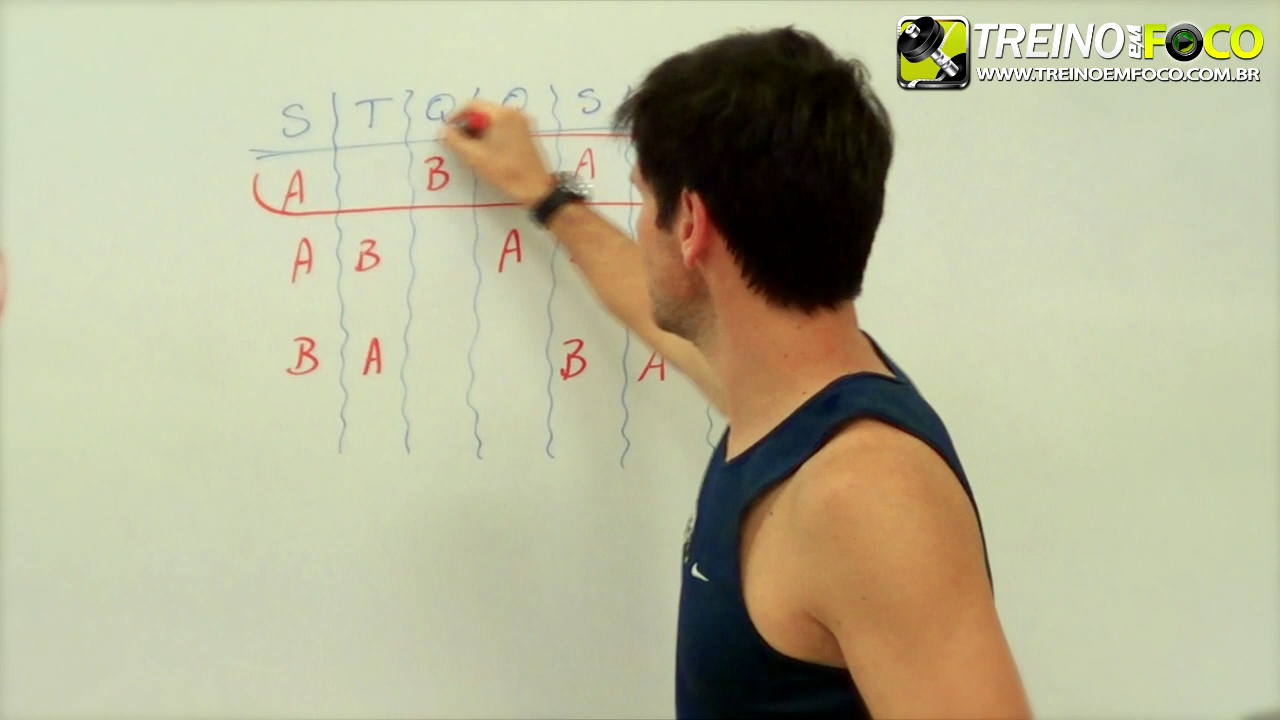 TREINO EM FOCO
WWW.TREINOEMFOCO.COM.BR
S T Q Q S
A B A
A B A
B A B A